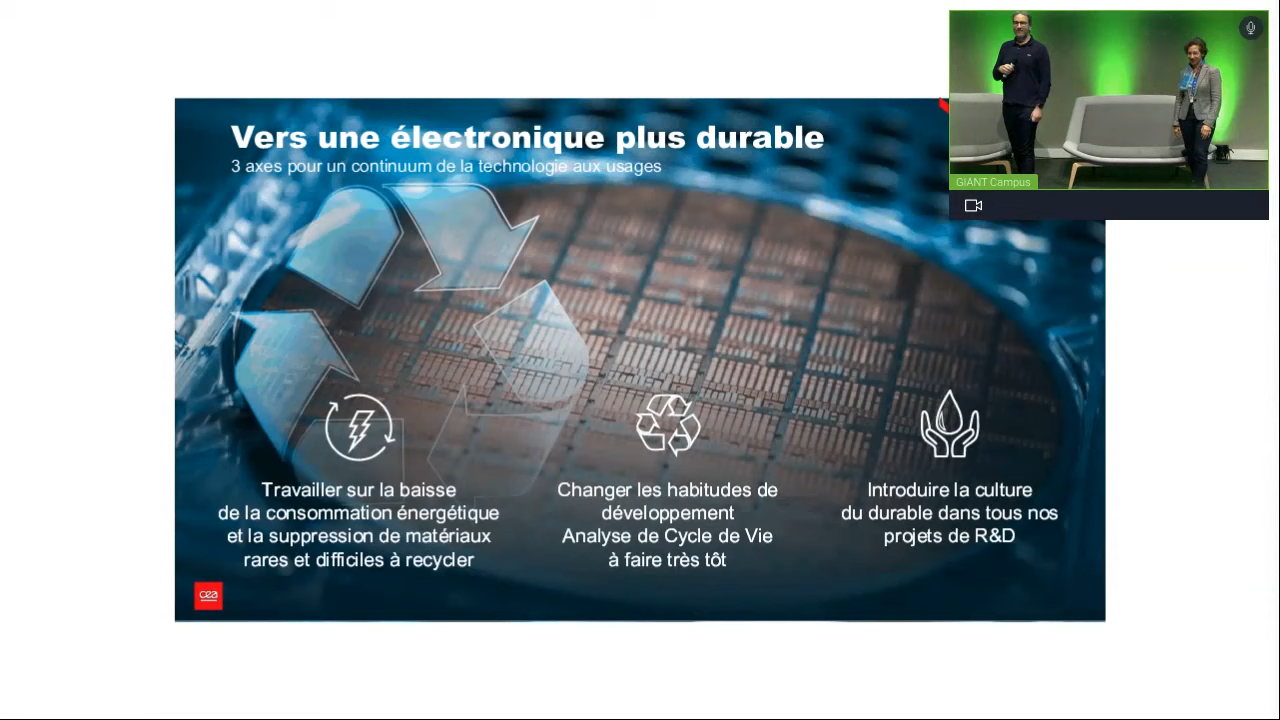 Vers une électronique plus durable
3 axes pour un continuum de la technologie aux usages
GIANT Campus
Travailler sur la baisse
de la consommation énergétique
et la suppression de matériaux
rares et difficiles à recycler
Changer les habitudes de
développement
Analyse de Cycle de Vie
à faire très tôt
Introduire la culture
du durable dans tous nos
projets de R&D
cea